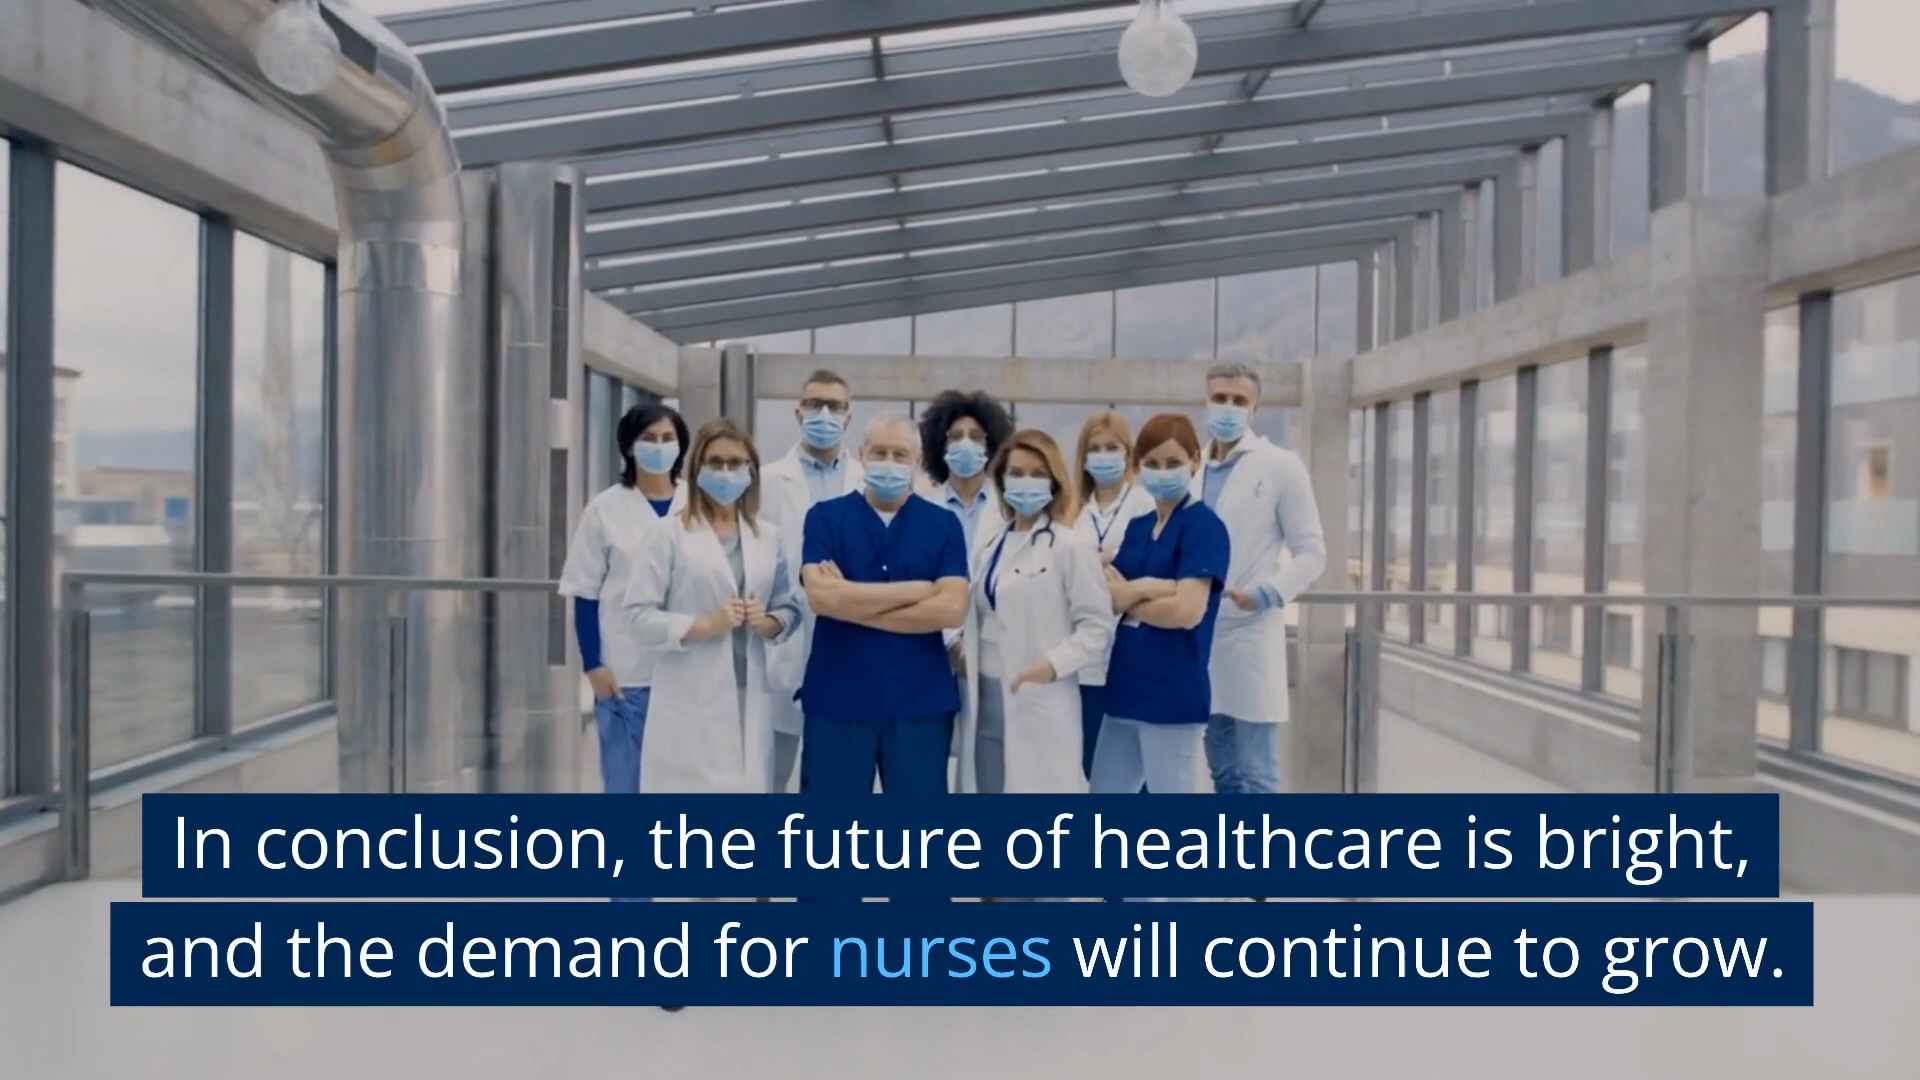 In conclusion, the future of healthcare is bright,
and the demand for nurses will continue to grow.